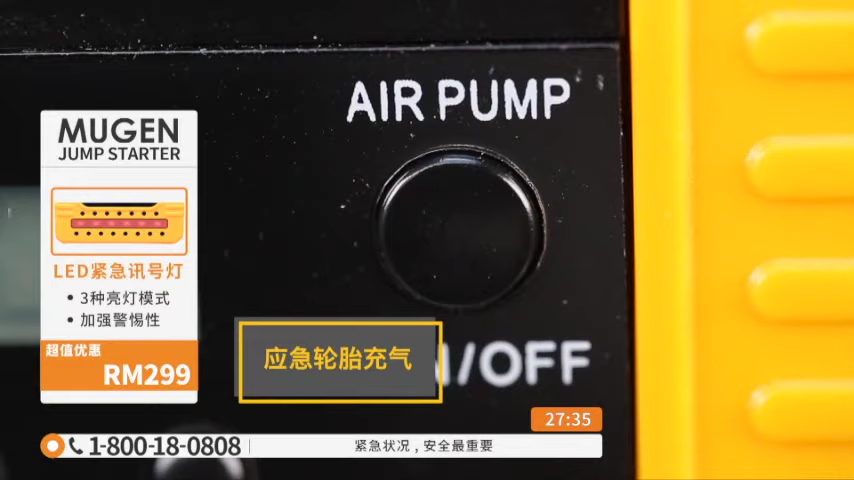 AIR PUMP
MUGEN
JUMP STARTER
LED紧急讯号灯
• 3种亮灯模式
• 加强警惕性
超值优惠
RM299
应急轮胎充气
/OFF
27:35
1-800-18-0808
紧急状况,安全最重要